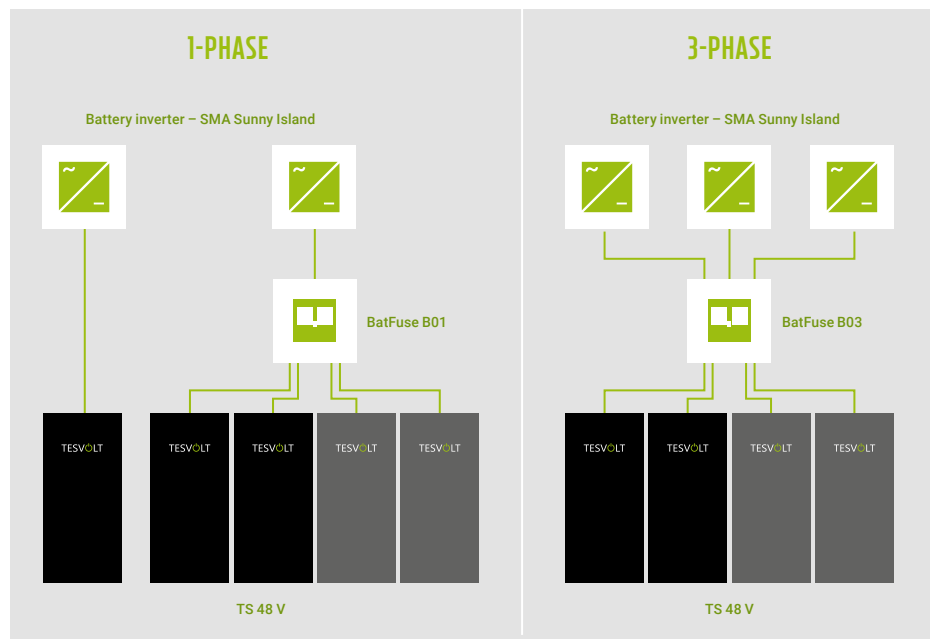 1-PHASE
Battery inverter – SMA Sunny Island
BatFuse B01
TESVOLT
TESVOLT
TESVOLT
TESVOLT
TESVOLT
TS 48 V
3-PHASE
Battery inverter – SMA Sunny Island
BatFuse B03
TESVOLT
TESVOLT
TESVOLT
TESVOLT
TS 48 V